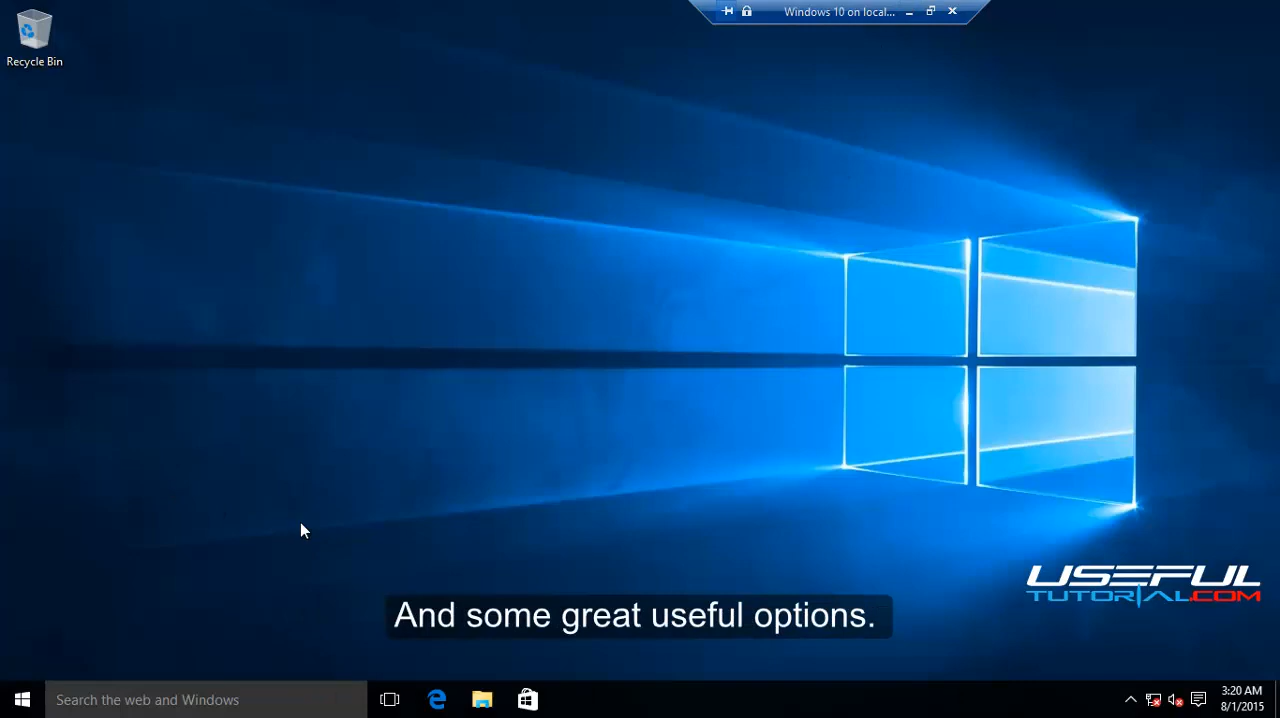 Windows 10 on local...
Recycle Bin
USEFUL
TUTORIAL.COM
And some great useful options.
Search the web and Windows
3:20 AM
8/1/2015